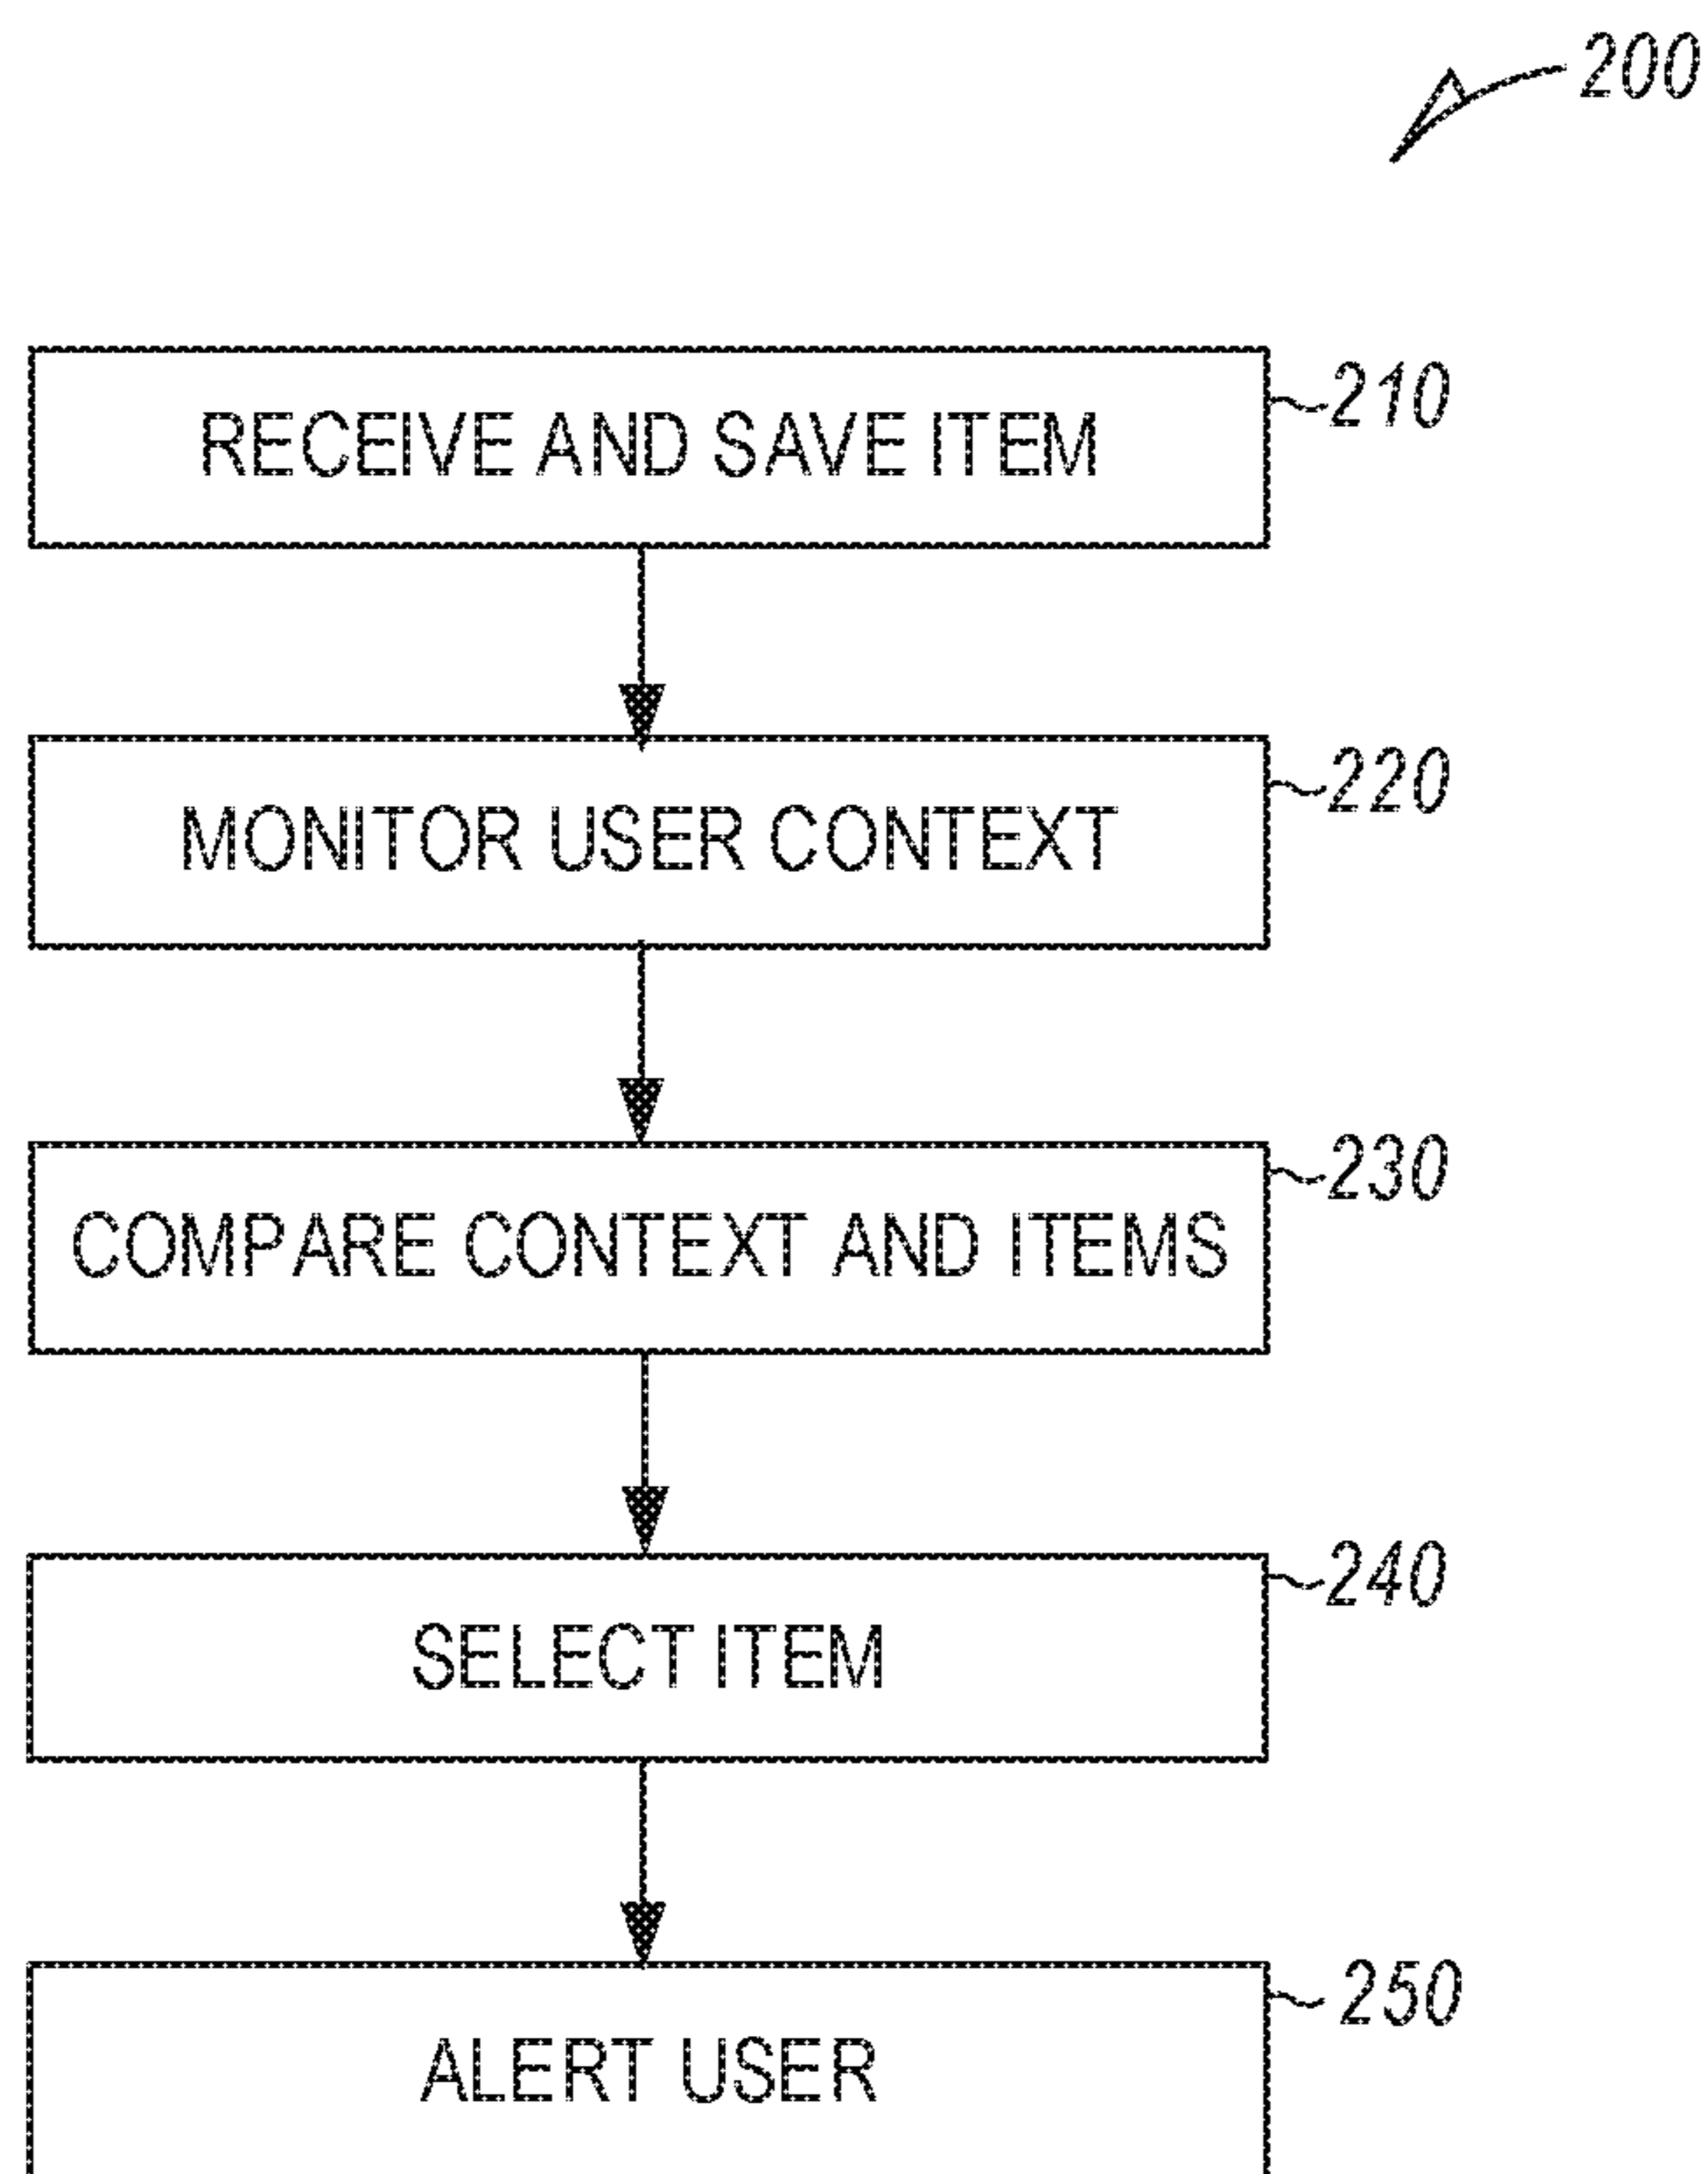 200
RECEIVE AND SAVE ITEM
210
MONITOR USER CONTEXT
220
COMPARE CONTEXT AND ITEMS
230
SELECT ITEM
240
ALERT USER
250